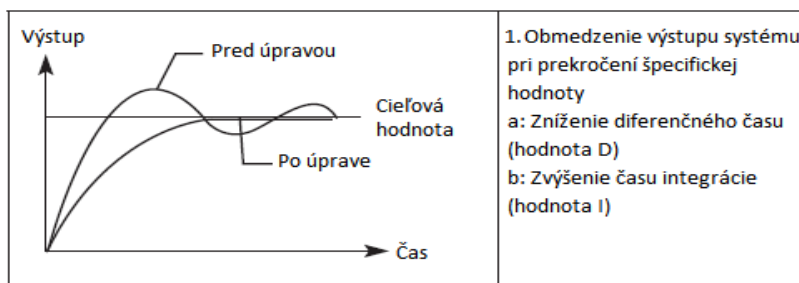 Výstup
Pred úpravou
Cieľová
hodnota
Po úprave
Čas
1. Obmedzenie výstupu systému
pri prekročení špecifickej
hodnoty
a: Zníženie diferenčného času
(hodnota D)
b: Zvýšenie času integrácie
(hodnota I)